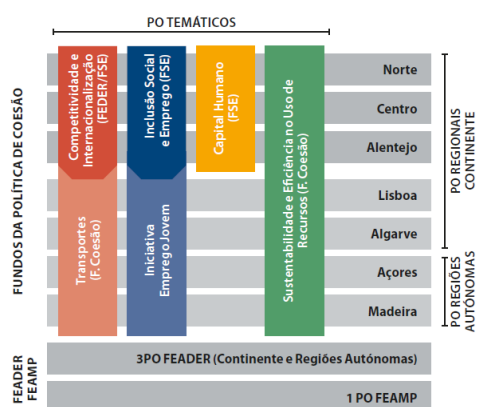 PO TEMÁTICOS
FUNDOS DA POLÍTICA DE COESÃO
Competitividade e
Internacionalização
(FEDER/FSE)
Transportes
(F. Coesão)
Inclusão Social
e Emprego (FSE)
Iniciativa
Emprego Jovem
Capital Humano
(FSE)
Sustentabilidade e Eficiência no Uso de
Recursos (F. Coesão)
Norte
Centro
Alentejo
Lisboa
Algarve
Açores
Madeira
PO REGIONAIS
CONTINENTE
PO REGIÕES
AUTÓNOMAS
FEADER
FEAMP
3PO FEADER (Continente e Regiões Autónomas)
1 PO FEAMP